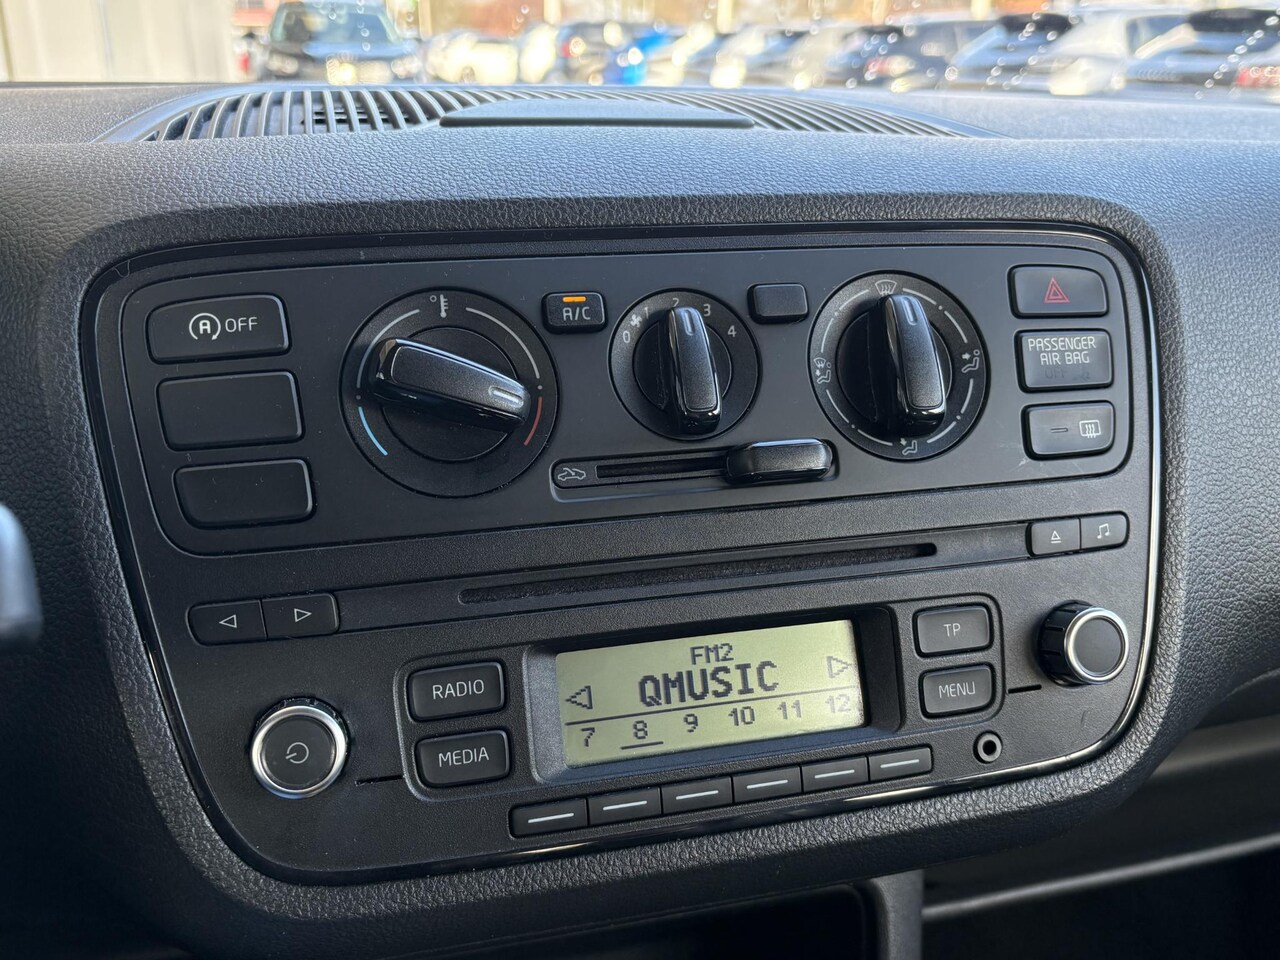 A OFF
A/C
0 1 2 3 4
PASSENGER
AIR BAG
RADIO
MEDIA
FM2
QMUSIC
7 8 9 10 11 12
TP
MENU